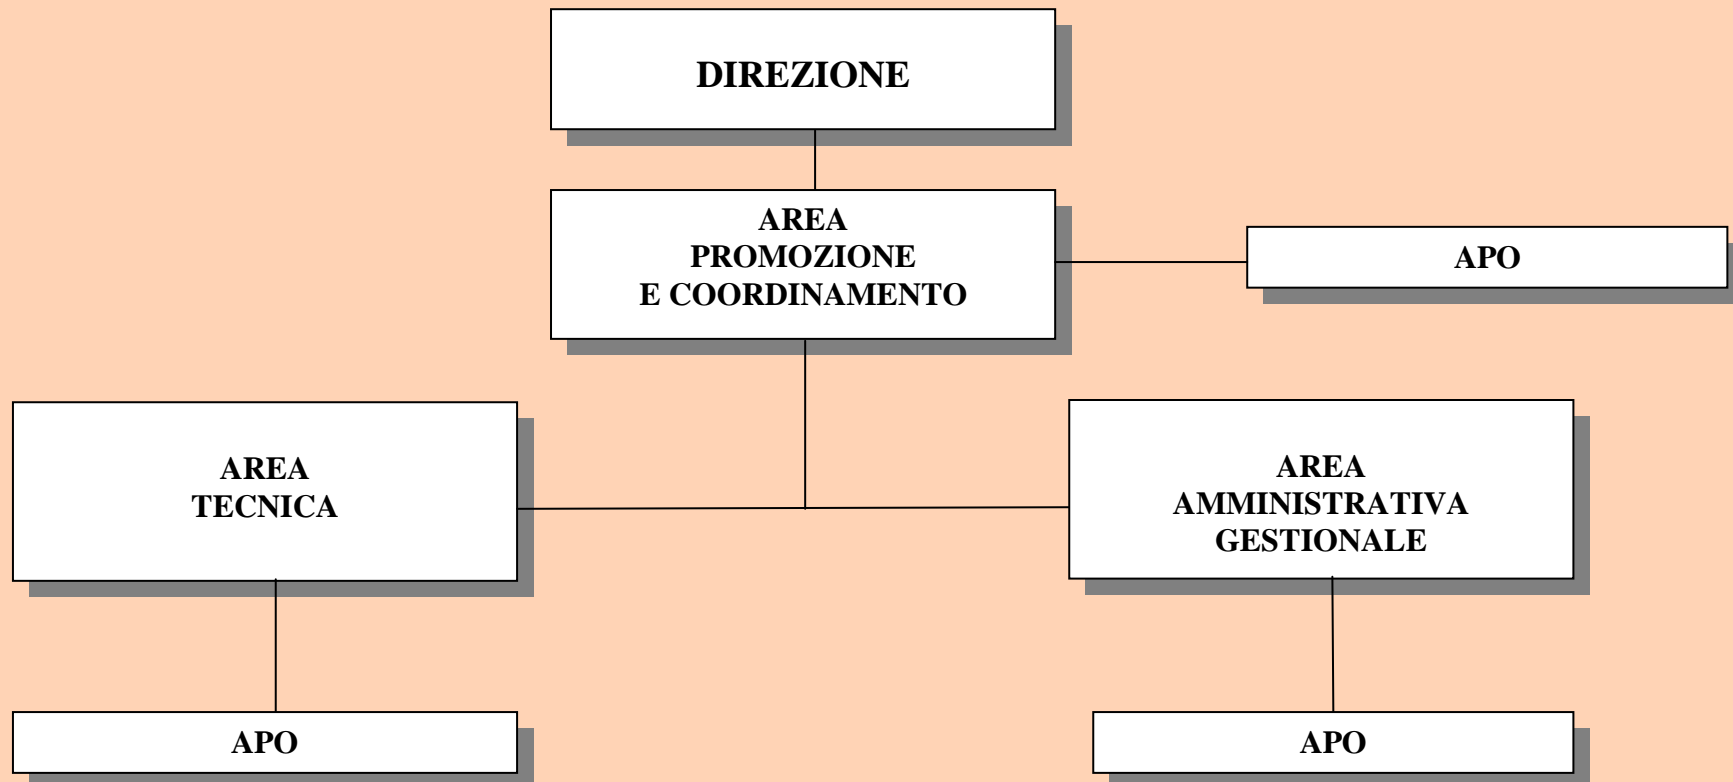 DIREZIONE
AREA
PROMOZIONE
E COORDINAMENTO
APO
AREA
TECNICA
AREA
AMMINISTRATIVA
GESTIONALE
APO
APO